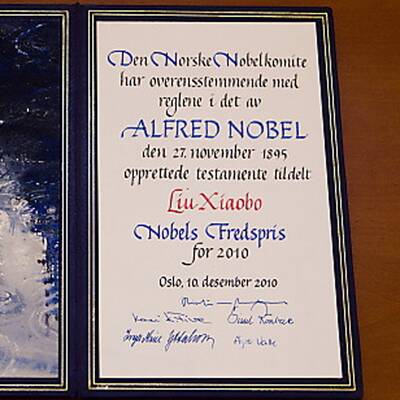 Den Norske Nobelkomite
har overensstemmende med
reglene i det av
ALFRED NOBEL
den 27. november 1895
opprettede testamente tildelt
Liu Xiaobo
Nobels Fredspris
for 2010
Oslo, 10. desember 2010